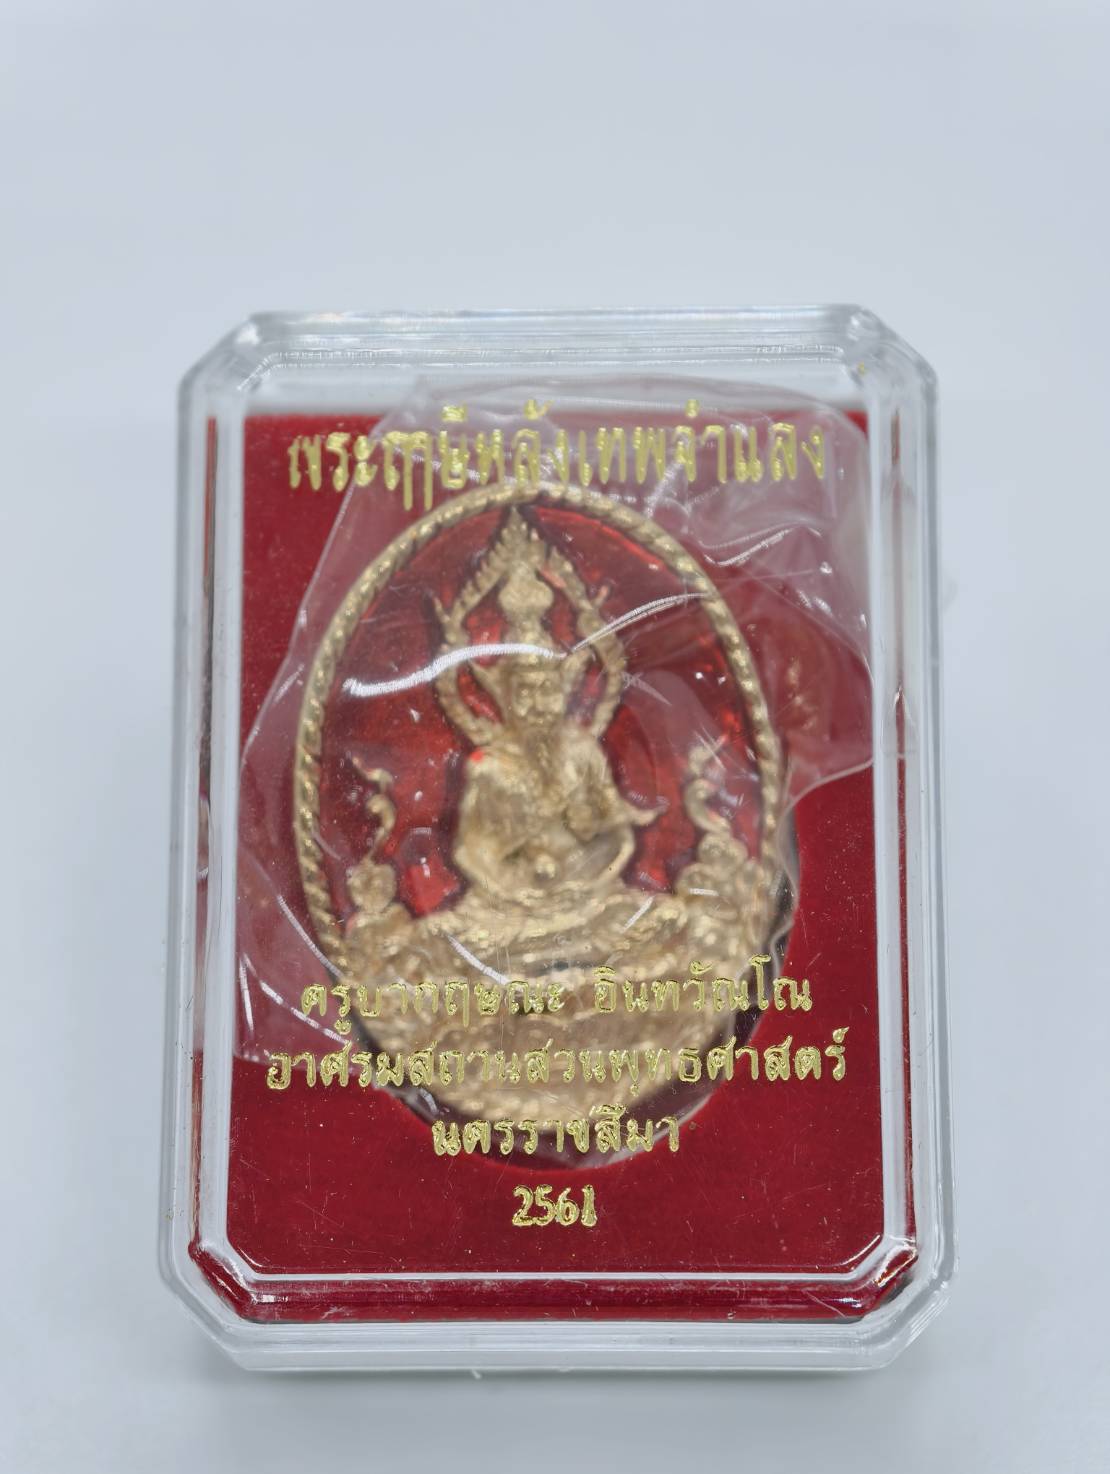 พระฤๅษีหลังเทพจำแลง
ครูบากฤษณะ อินทวัณโณ
อาศรมสถานสวนพุทธศาสตร์
นครราชสีมา
2561